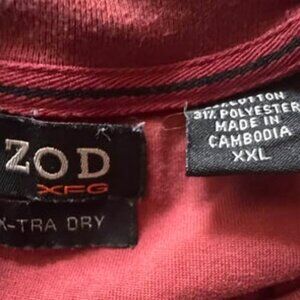 ZOD
XFG
X-TRA DRY
COTTON
31% POLYESTER
MADE IN
CAMBODIA
XXL